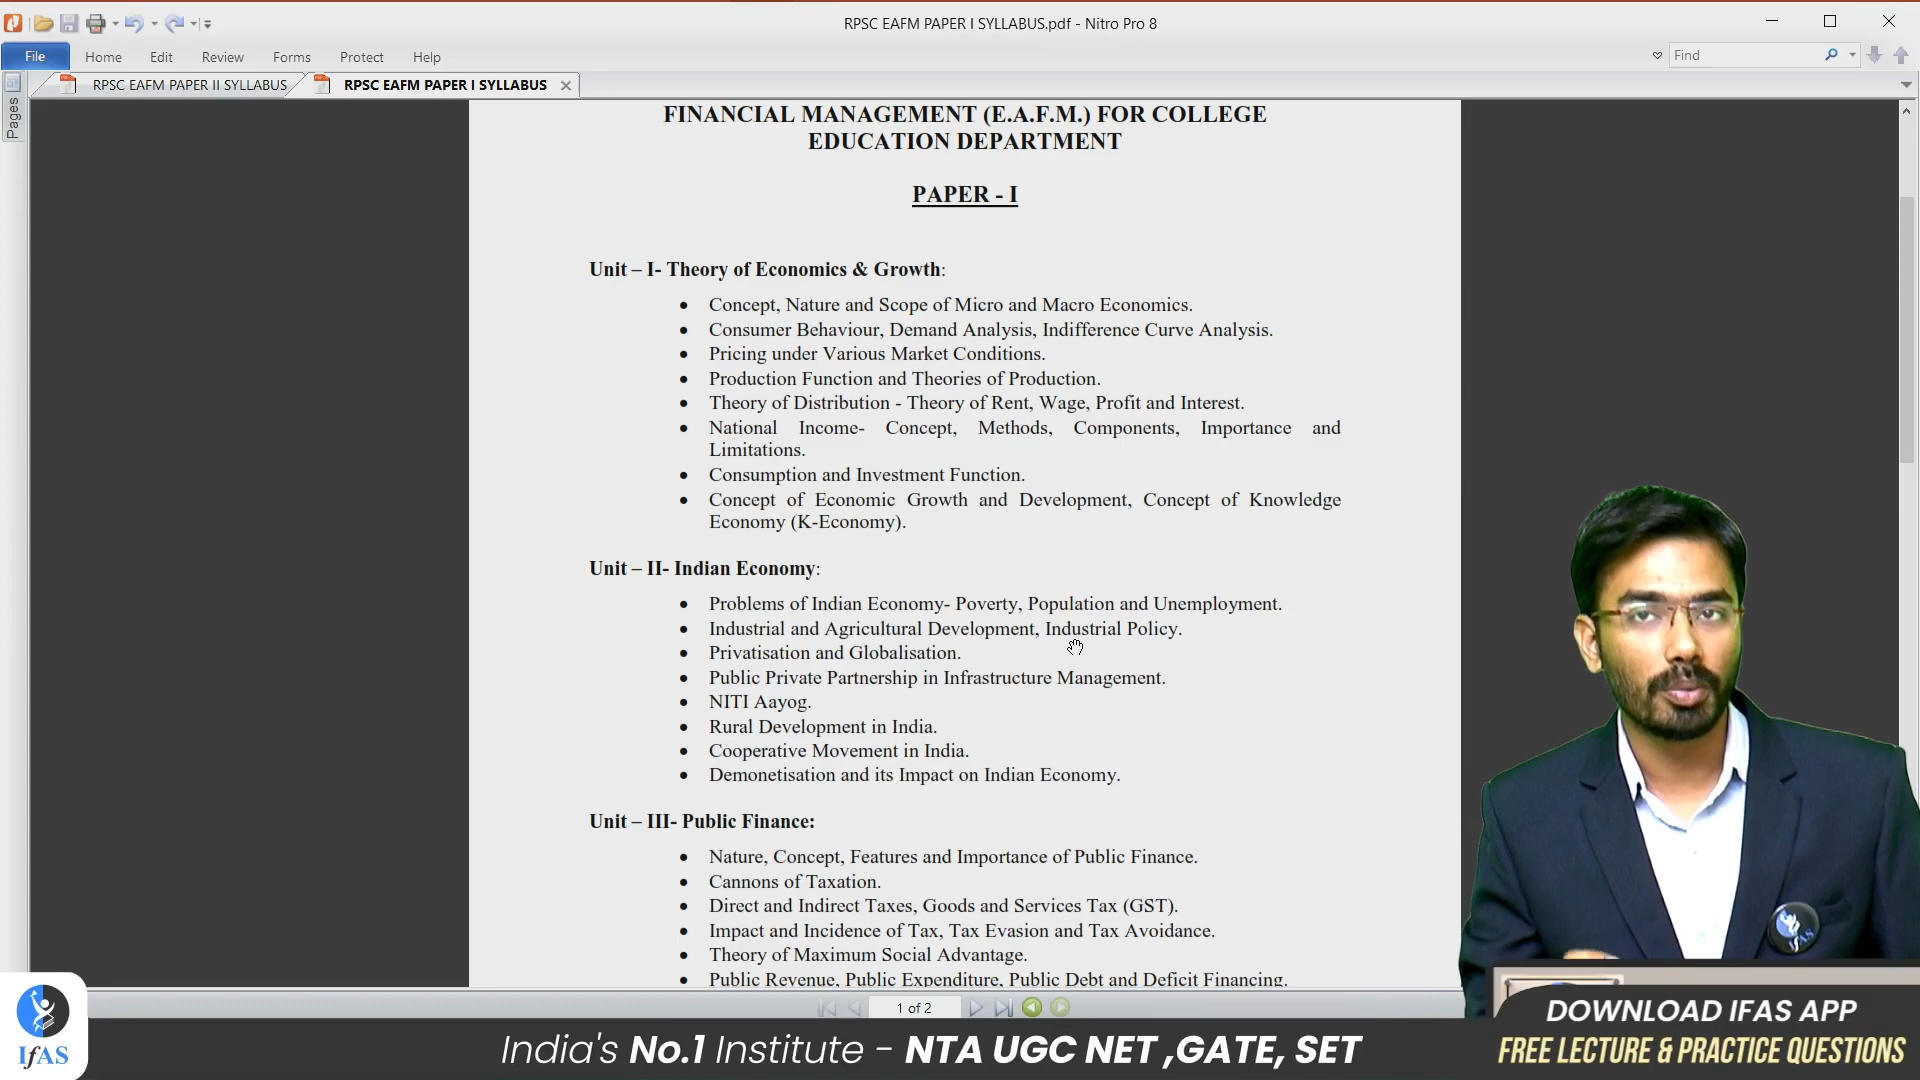 RPSC EAFM PAPER I SYLLABUS.pdf - Nitro Pro 8
File Home Edit Review Forms Protect Help Find
RPSC EAFM PAPER II SYLLABUS RPSC EAFM PAPER I SYLLABUS
Pages
FINANCIAL MANAGEMENT (E.A.F.M.) FOR COLLEGE
EDUCATION DEPARTMENT
PAPER - I
Unit – I- Theory of Economics & Growth:
• Concept, Nature and Scope of Micro and Macro Economics.
• Consumer Behaviour, Demand Analysis, Indifference Curve Analysis.
• Pricing under Various Market Conditions.
• Production Function and Theories of Production.
• Theory of Distribution - Theory of Rent, Wage, Profit and Interest.
• National Income- Concept, Methods, Components, Importance and
Limitations.
• Consumption and Investment Function.
• Concept of Economic Growth and Development, Concept of Knowledge
Economy (K-Economy).
Unit – II- Indian Economy:
• Problems of Indian Economy- Poverty, Population and Unemployment.
• Industrial and Agricultural Development, Industrial Policy.
• Privatisation and Globalisation.
• Public Private Partnership in Infrastructure Management.
• NITI Aayog.
• Rural Development in India.
• Cooperative Movement in India.
• Demonetisation and its Impact on Indian Economy.
Unit – III- Public Finance:
• Nature, Concept, Features and Importance of Public Finance.
• Cannons of Taxation.
• Direct and Indirect Taxes, Goods and Services Tax (GST).
• Impact and Incidence of Tax, Tax Evasion and Tax Avoidance.
• Theory of Maximum Social Advantage.
• Public Revenue, Public Expenditure, Public Debt and Deficit Financing.
1 of 2
IFAS
IfAS
India's No.1 Institute - NTA UGC NET ,GATE, SET
DOWNLOAD IFAS APP
FREE LECTURE & PRACTICE QUESTIONS